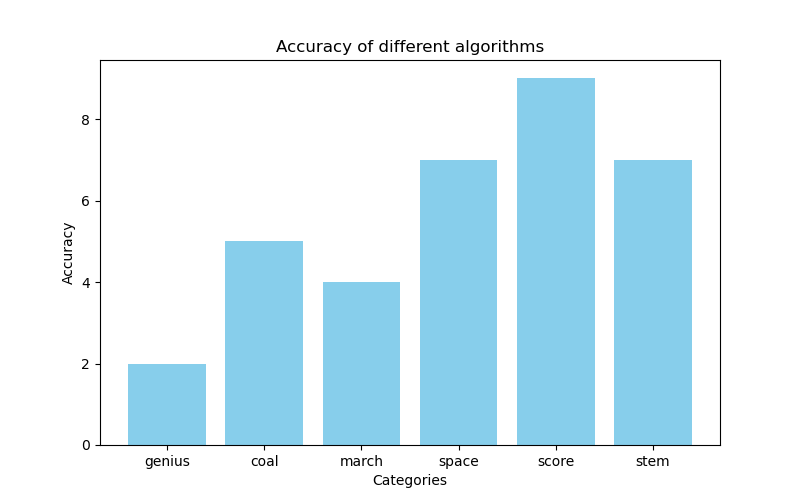 Accuracy of different algorithms
Accuracy
8
6
4
2
0
genius coal march space score stem
Categories